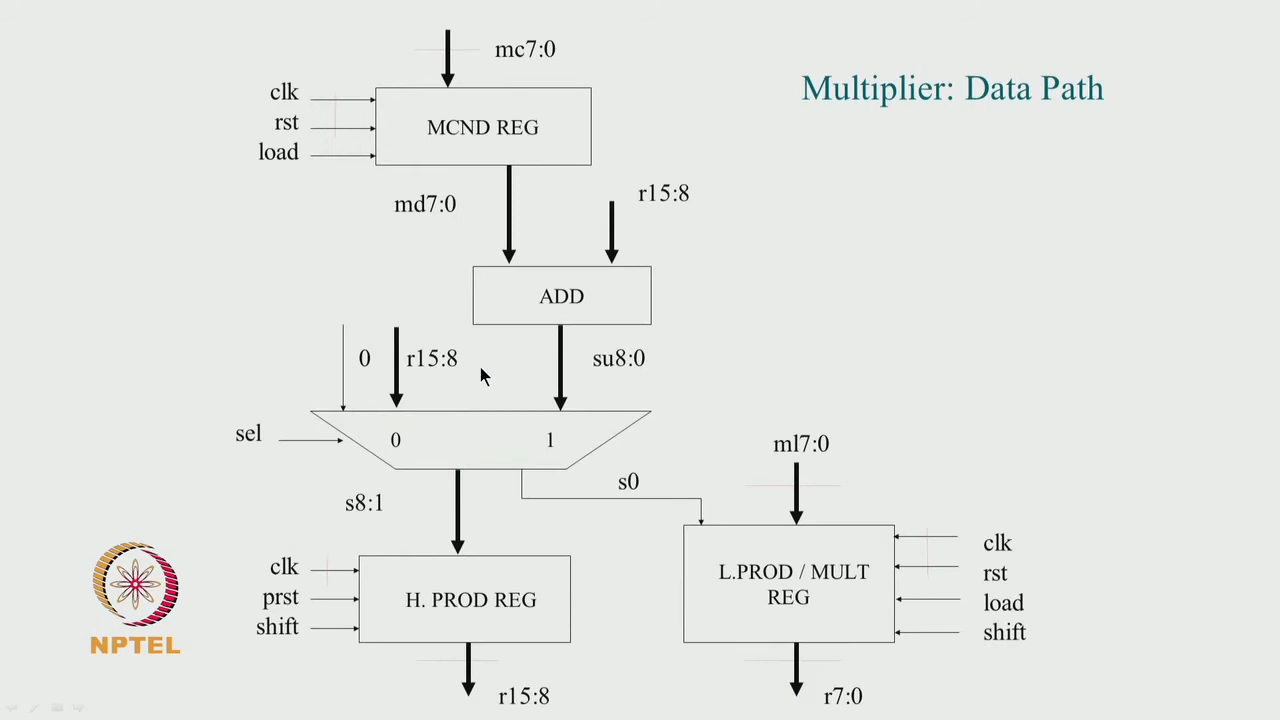 mc7:0
Multiplier: Data Path
clk
rst
load
MCND REG
md7:0
r15:8
ADD
0
r15:8
su8:0
sel
0
1
ml7:0
s8:1
s0
clk
prst
shift
H. PROD REG
L.PROD / MULT
REG
clk
rst
load
shift
NPTEL
r15:8
r7:0